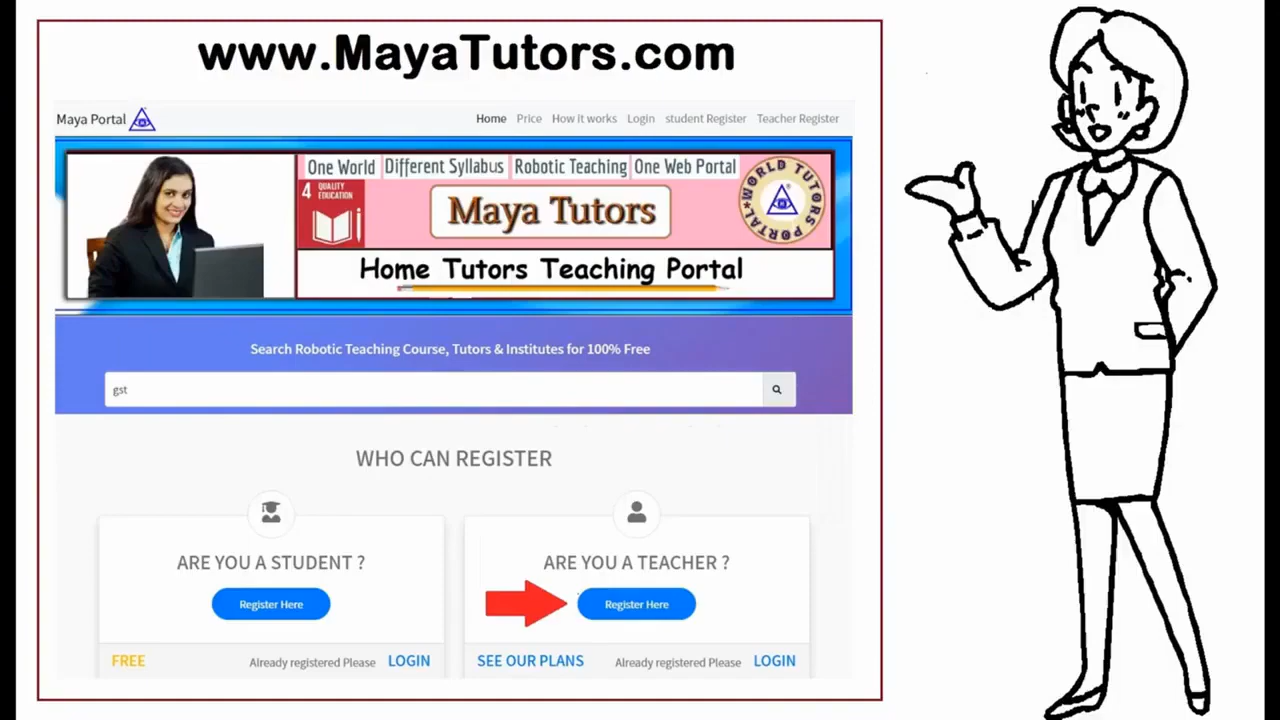 www.MayaTutors.com
Maya Portal
Home Price How it works Login student Register Teacher Register
One World Different Syllabus Robotic Teaching One Web Portal
4 QUALITY EDUCATION
Maya Tutors
WORLD TUTORS PORTAL
Home Tutors Teaching Portal
Search Robotic Teaching Course, Tutors & Institutes for 100% Free
gst
WHO CAN REGISTER
ARE YOU A STUDENT ?
Register Here
FREE Already registered Please LOGIN
ARE YOU A TEACHER ?
Register Here
SEE OUR PLANS Already registered Please LOGIN